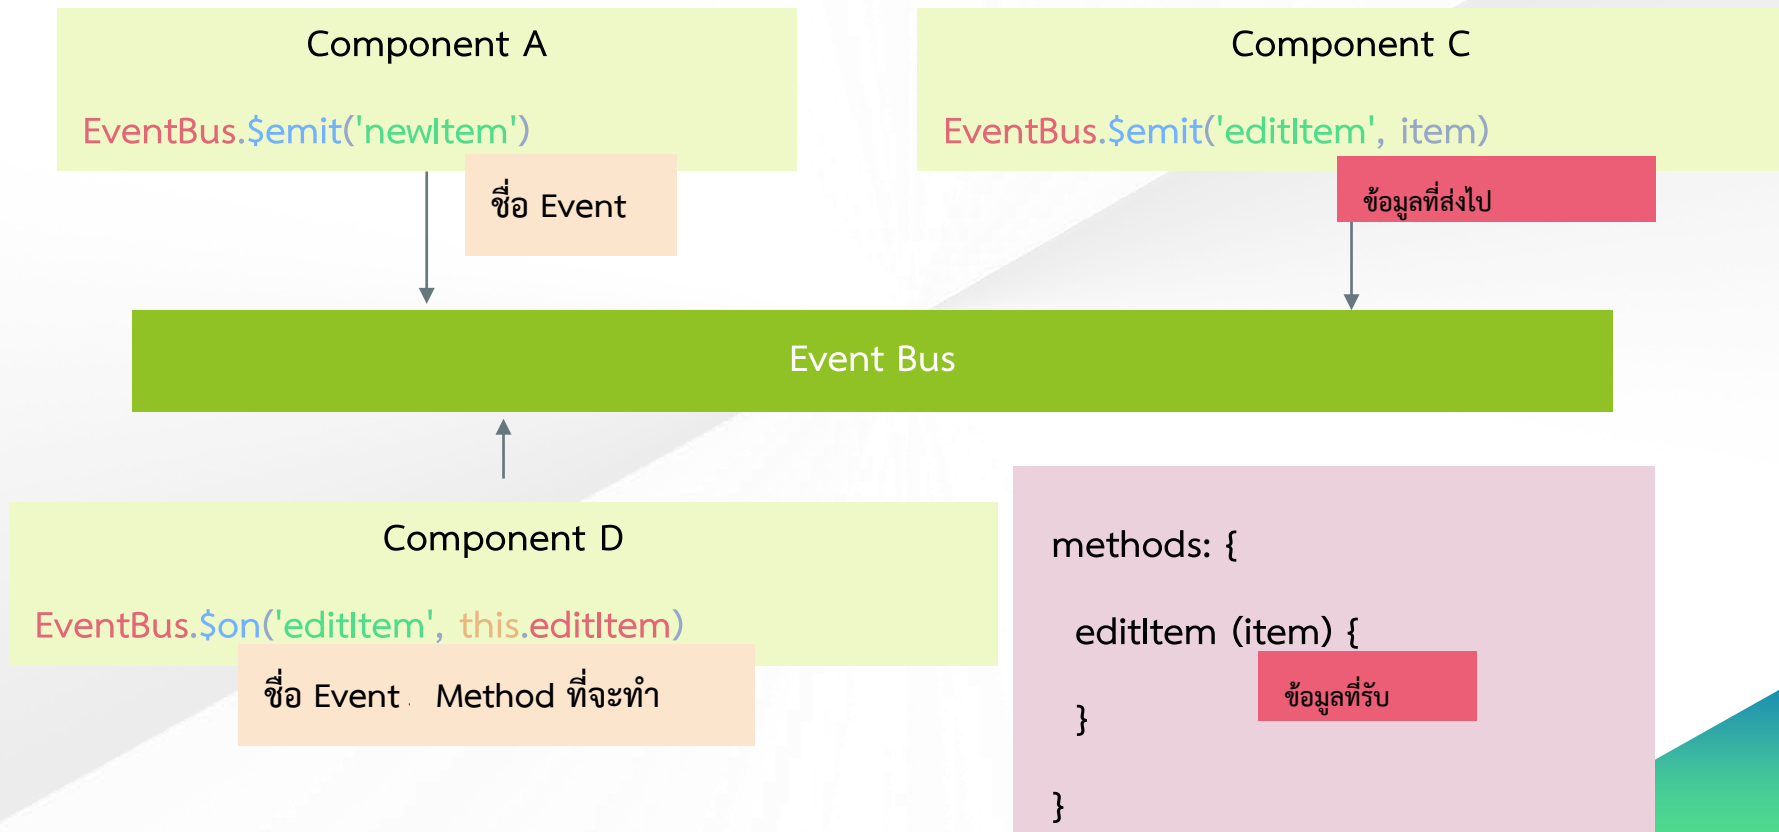 Component A
EventBus.$emit('newItem')
ชื่อ Event
Component C
EventBus.$emit('editItem', item)
ข้อมูลที่ส่งไป
Event Bus
Component D
EventBus.$on('editItem', this.editItem)
ชื่อ Event . Method ที่จะทำ
methods: {
editItem (item) {
ข้อมูลที่รับ
}
}